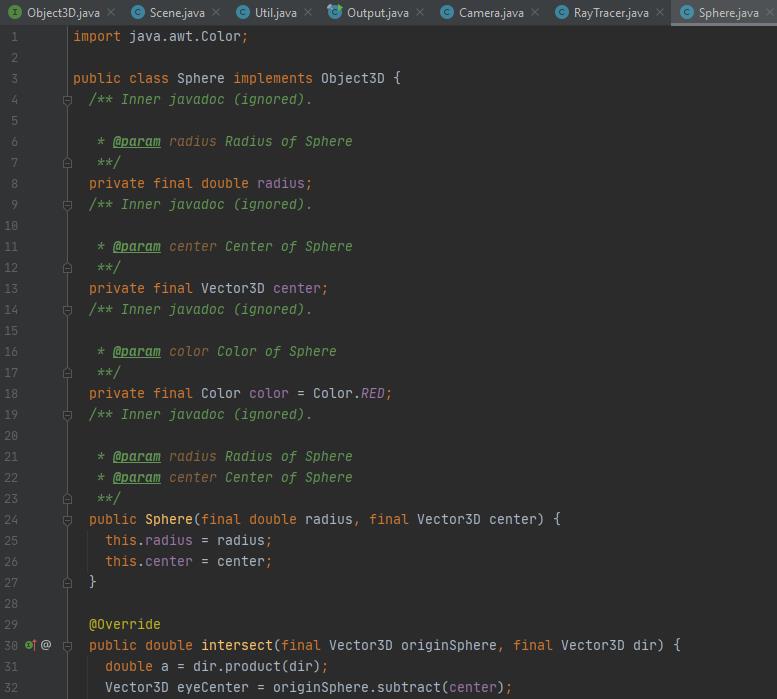 Object3D.java Scene.java Util.java Output.java Camera.java RayTracer.java Sphere.java
1 import java.awt.Color;
2
3 public class Sphere implements Object3D {
4 /** Inner javadoc (ignored).
5
6 * @param radius Radius of Sphere
7 **/
8 private final double radius;
9 /** Inner javadoc (ignored).
10
11 * @param center Center of Sphere
12 **/
13 private final Vector3D center;
14 /** Inner javadoc (ignored).
15
16 * @param color Color of Sphere
17 **/
18 private final Color color = Color.RED;
19 /** Inner javadoc (ignored).
20
21 * @param radius Radius of Sphere
22 * @param center Center of Sphere
23 **/
24 public Sphere(final double radius, final Vector3D center) {
25 this.radius = radius;
26 this.center = center;
27 }
28
29 @Override
30 @ public double intersect(final Vector3D originSphere, final Vector3D dir) {
31 double a = dir.product(dir);
32 Vector3D eyeCenter = originSphere.subtract(center);